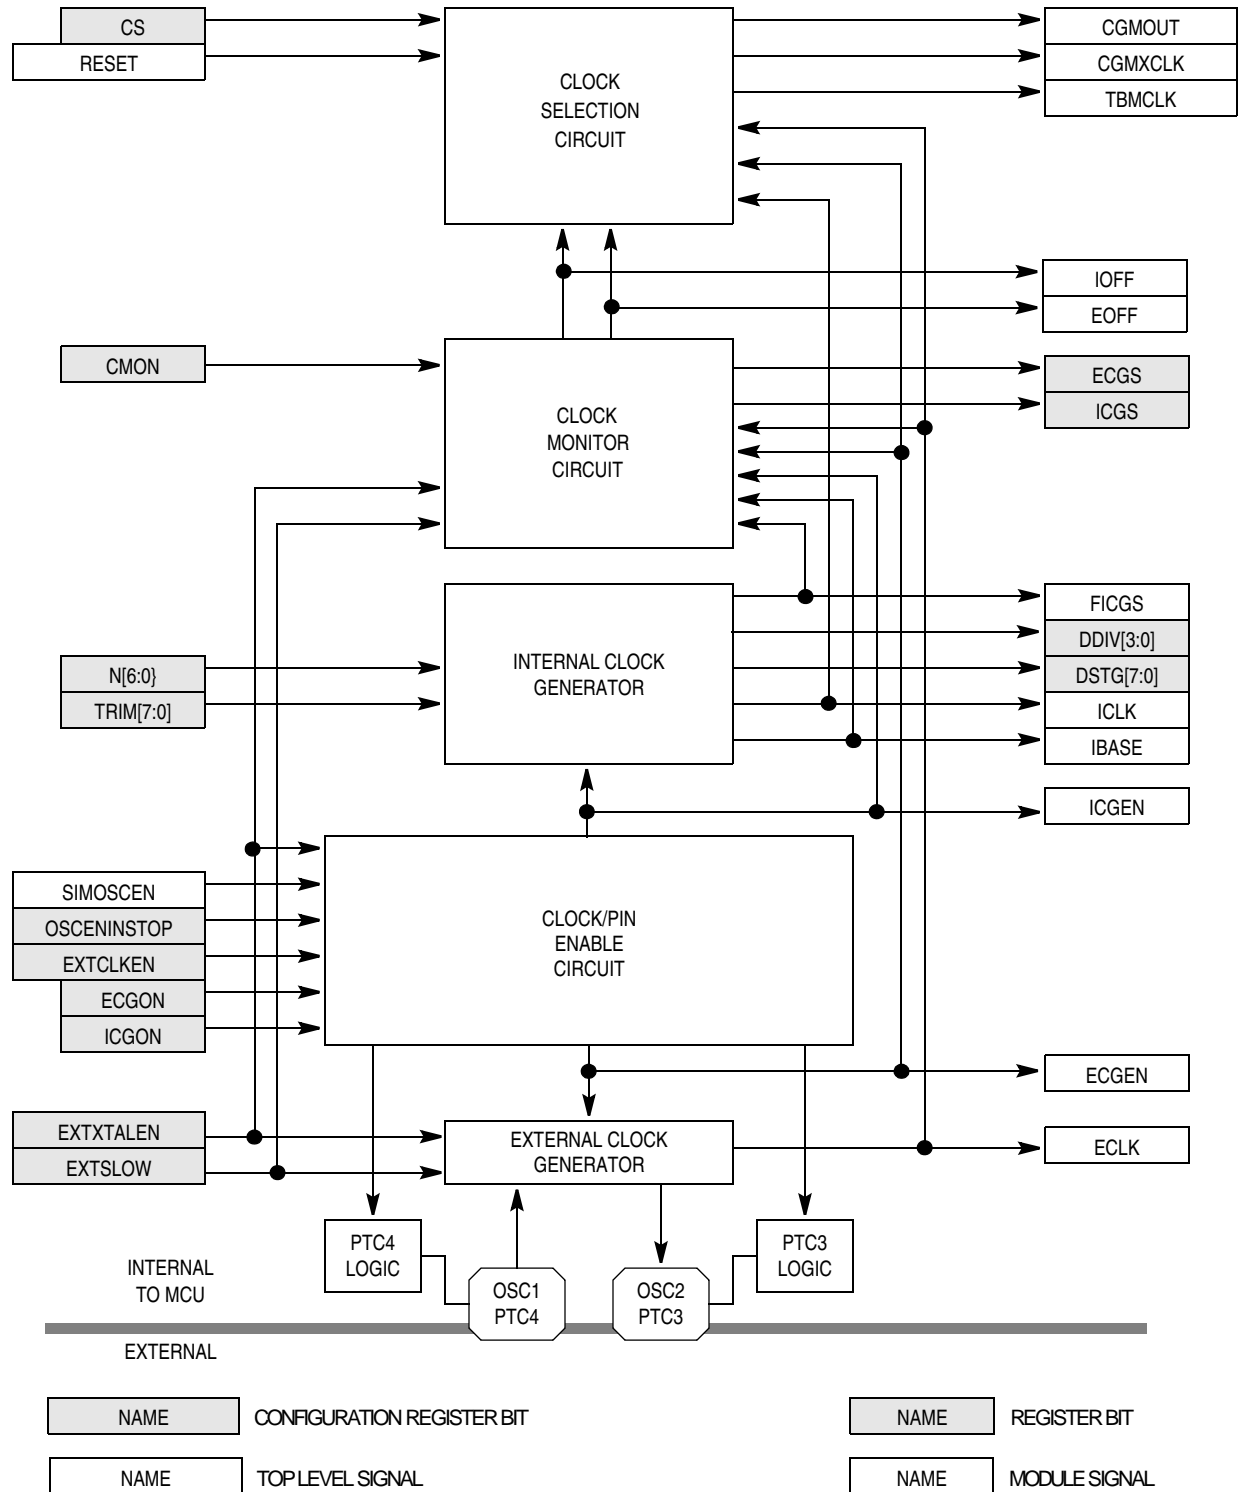 CS
RESET
CLOCK
SELECTION
CIRCUIT
CGMOUT
CGMXCLK
TBMCLK
IOFF
EOFF
CMON
CLOCK
MONITOR
CIRCUIT
ECGS
ICGS
N[6:0}
TRIM[7:0]
INTERNAL CLOCK
GENERATOR
FICGS
DDIV[3:0]
DSTG[7:0]
ICLK
IBASE
ICGEN
SIMOSCEN
OSCENINSTOP
EXTCLKEN
ECGON
ICGON
CLOCK/PIN
ENABLE
CIRCUIT
ECGEN
EXTXTALEN
EXTSLOW
EXTERNAL CLOCK
GENERATOR
ECLK
PTC4
LOGIC
OSC1
PTC4
OSC2
PTC3
PTC3
LOGIC
INTERNAL
TO MCU
EXTERNAL
NAME CONFIGURATION REGISTER BIT
NAME REGISTER BIT
NAME TOP LEVEL SIGNAL
NAME MODULE SIGNAL